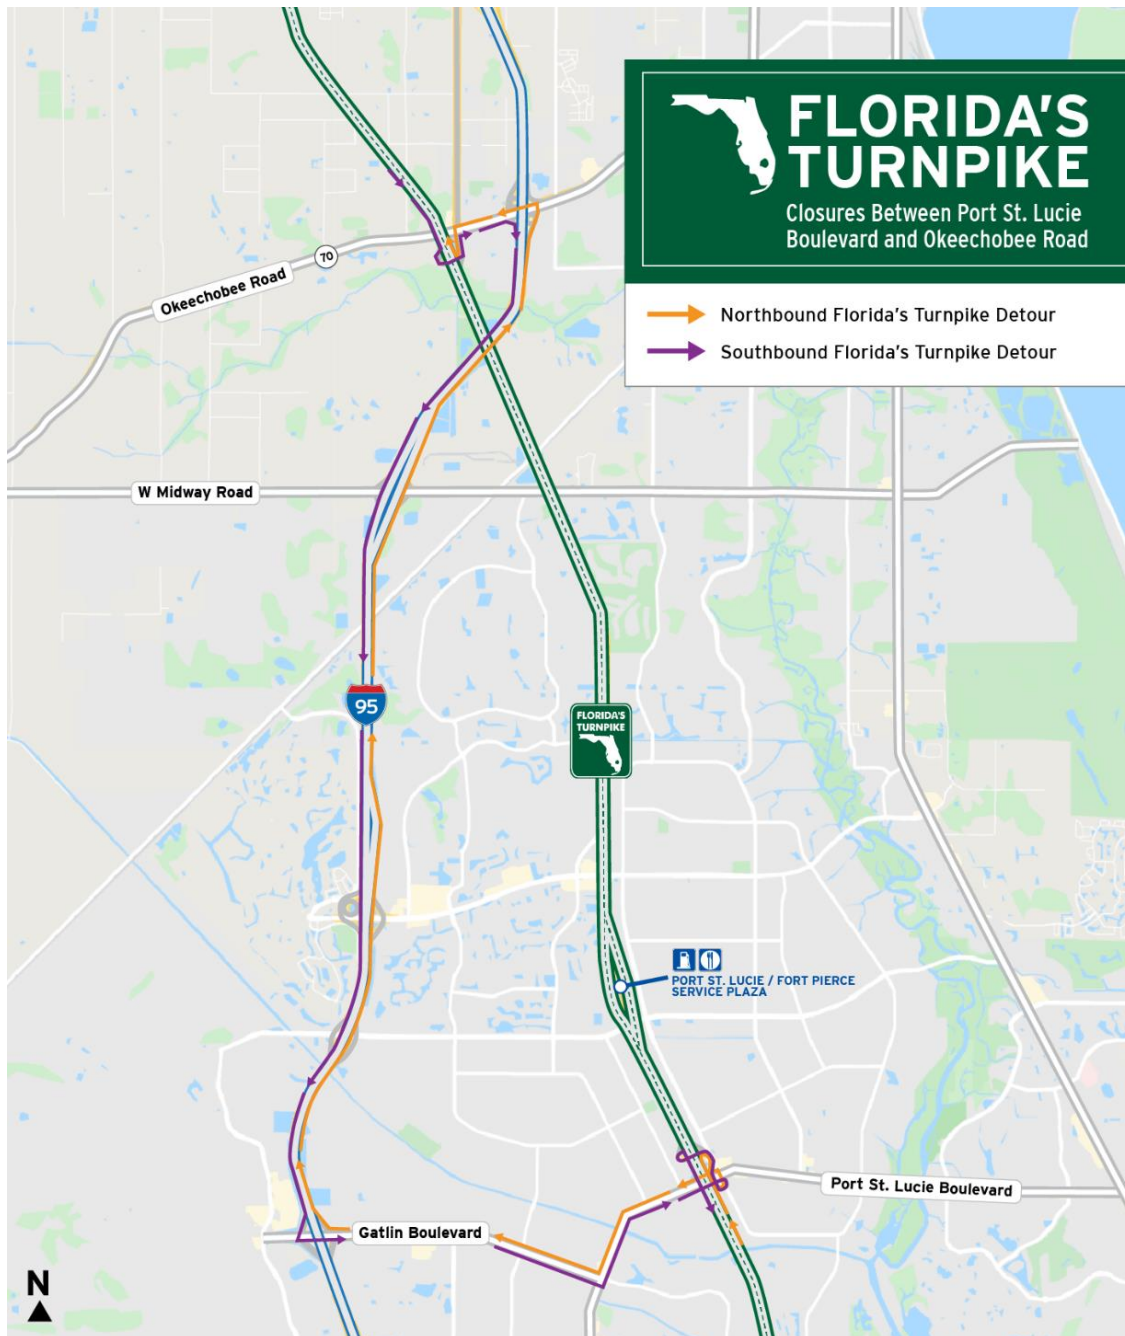 FLORIDA'S
TURNPIKE
Closures Between Port St. Lucie
Boulevard and Okeechobee Road
Northbound Florida's Turnpike Detour
Southbound Florida's Turnpike Detour
70
Okeechobee Road
W Midway Road
95
FLORIDA'S
TURNPIKE
PORT ST. LUCIE / FORT PIERCE
SERVICE PLAZA
Port St. Lucie Boulevard
Gatlin Boulevard
N